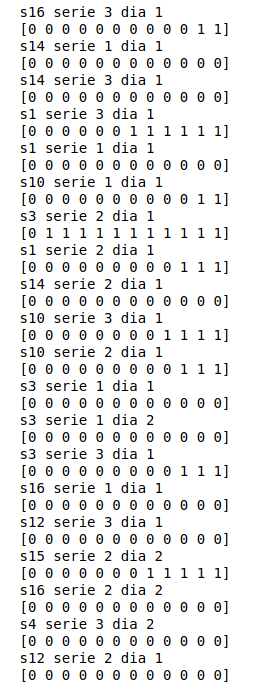 s16 serie 3 dia 1
[0 0 0 0 0 0 0 0 0 0 1 1]
s14 serie 1 dia 1
[0 0 0 0 0 0 0 0 0 0 0 0]
s14 serie 3 dia 1
[0 0 0 0 0 0 0 0 0 0 0 0]
s1 serie 3 dia 1
[0 0 0 0 0 0 1 1 1 1 1 1]
s1 serie 1 dia 1
[0 0 0 0 0 0 0 0 0 0 0 0]
s10 serie 1 dia 1
[0 0 0 0 0 0 0 0 0 0 1 1]
s3 serie 2 dia 1
[0 1 1 1 1 1 1 1 1 1 1 1]
s1 serie 2 dia 1
[0 0 0 0 0 0 0 0 0 1 1 1]
s14 serie 2 dia 1
[0 0 0 0 0 0 0 0 0 0 0 0]
s10 serie 3 dia 1
[0 0 0 0 0 0 0 0 1 1 1 1]
s10 serie 2 dia 1
[0 0 0 0 0 0 0 0 0 1 1 1]
s3 serie 1 dia 1
[0 0 0 0 0 0 0 0 0 0 0 0]
s3 serie 1 dia 2
[0 0 0 0 0 0 0 0 0 0 0 0]
s3 serie 3 dia 1
[0 0 0 0 0 0 0 0 0 1 1 1]
s16 serie 1 dia 1
[0 0 0 0 0 0 0 0 0 0 0 0]
s12 serie 3 dia 1
[0 0 0 0 0 0 0 0 0 0 0 0]
s15 serie 2 dia 2
[0 0 0 0 0 0 0 1 1 1 1 1]
s16 serie 2 dia 2
[0 0 0 0 0 0 0 0 0 0 0 0]
s4 serie 3 dia 2
[0 0 0 0 0 0 0 0 0 0 0 0]
s12 serie 2 dia 1
[0 0 0 0 0 0 0 0 0 0 0 0]